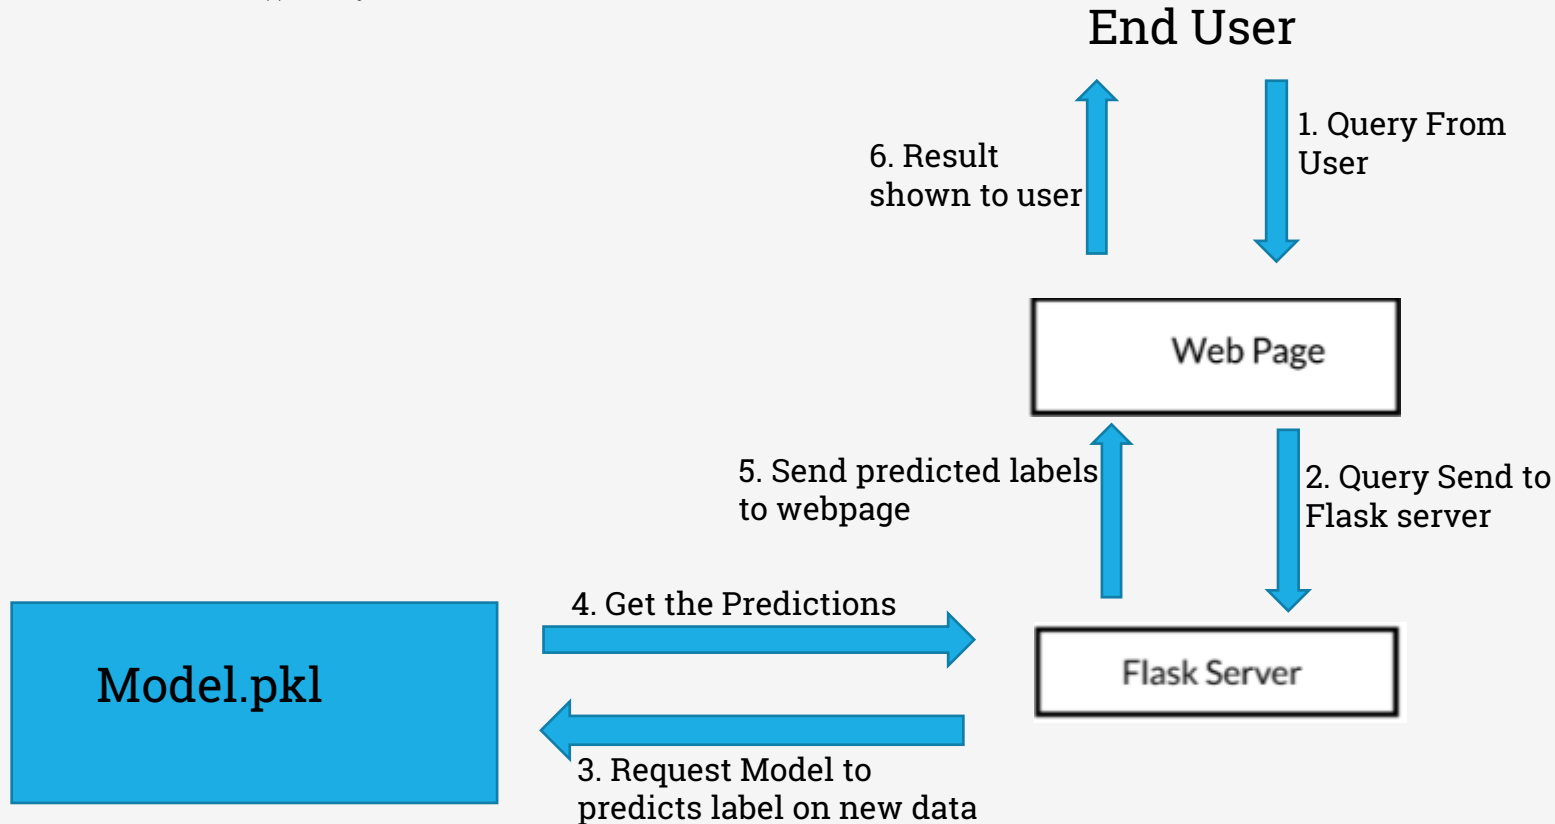 End User
1. Query From
User
6. Result
shown to user
Web Page
5. Send predicted labels
to webpage
2. Query Send to
Flask server
4. Get the Predictions
Flask Server
Model.pkl
3. Request Model to
predicts label on new data